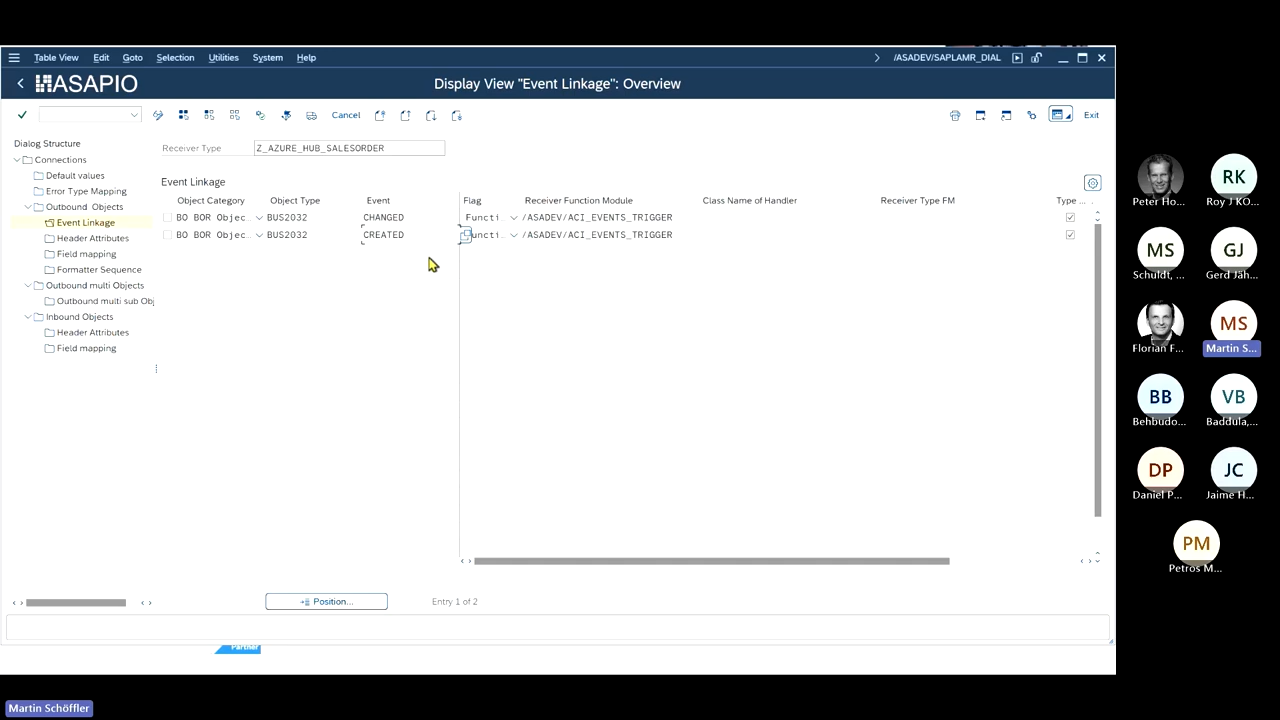 Table View Edit Goto Selection Utilities System Help /ASADEV/SAPLAMR_DIAL
ASAPIO Display View "Event Linkage": Overview
Cancel Exit
Dialog Structure
Connections
Default values
Error Type Mapping
Outbound Objects
Event Linkage
Header Attributes
Field mapping
Formatter Sequence
Outbound multi Objects
Outbound multi sub Obj
Inbound Objects
Header Attributes
Field mapping
Receiver Type Z_AZURE_HUB_SALESORDER
Event Linkage
Object Category Object Type Event Flag Receiver Function Module Class Name of Handler Receiver Type FM Type ...
BO BOR Objec… BUS2032 CHANGED Functi… /ASADEV/ACI_EVENTS_TRIGGER
BO BOR Objec… BUS2032 CREATED uncti… /ASADEV/ACI_EVENTS_TRIGGER
Position... Entry 1 of 2
Partner
Peter Ho...
RK
Roy J KO...
MS
Schuldt, ...
GJ
Gerd Jäh...
Florian F...
MS
Martin S...
BB
Behbudo...
VB
Baddula,...
DP
Daniel P...
JC
Jaime H...
PM
Petros M...
Martin Schöffler